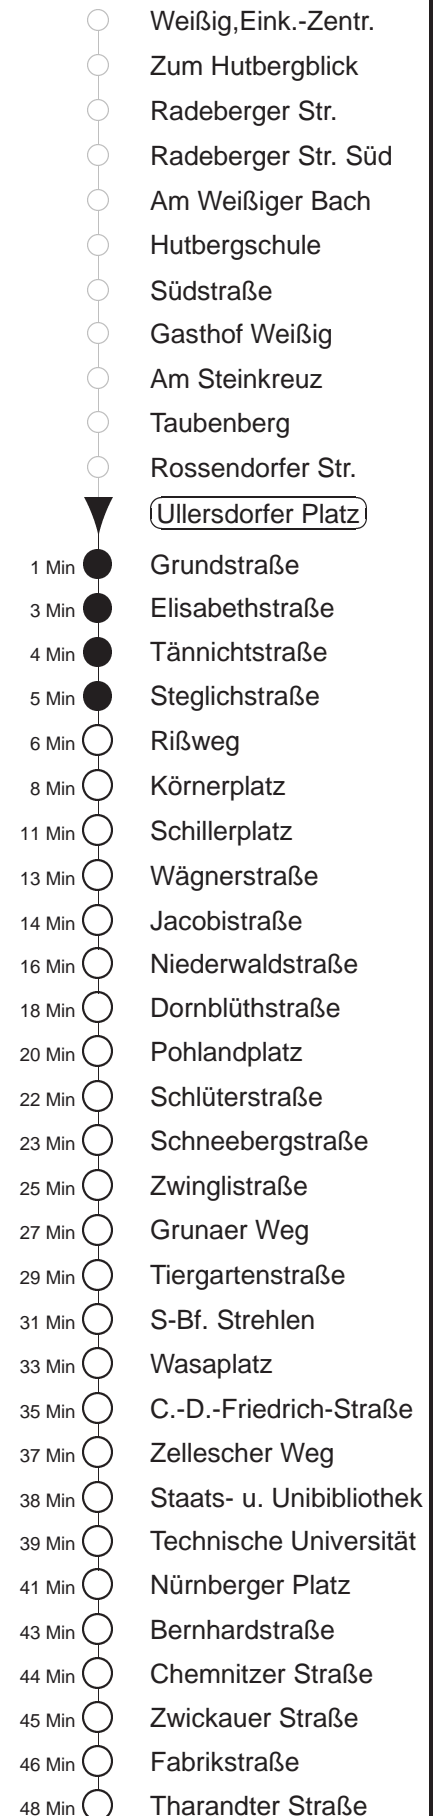 Weißig,Eink.-Zentr.
Zum Hutbergblick
Radeberger Str.
Radeberger Str. Süd
Am Weißiger Bach
Hutbergschule
Südstraße
Gasthof Weißig
Am Steinkreuz
Taubenberg
Rossendorfer Str.
Ullersdorfer Platz
1 Min Grundstraße
3 Min Elisabethstraße
4 Min Tännichtstraße
5 Min Steglichstraße
6 Min Rißweg
8 Min Körnerplatz
11 Min Schillerplatz
13 Min Wägnerstraße
14 Min Jacobistraße
16 Min Niederwaldstraße
18 Min Dornblüthstraße
20 Min Pohlandplatz
22 Min Schlüterstraße
23 Min Schneebergstraße
25 Min Zwinglistraße
27 Min Grunaer Weg
29 Min Tiergartenstraße
31 Min S-Bf. Strehlen
33 Min Wasaplatz
35 Min C.-D.-Friedrich-Straße
37 Min Zellescher Weg
38 Min Staats- u. Unibibliothek
39 Min Technische Universität
41 Min Nürnberger Platz
43 Min Bernhardstraße
44 Min Chemnitzer Straße
45 Min Zwickauer Straße
46 Min Fabrikstraße
48 Min Tharandter Straße